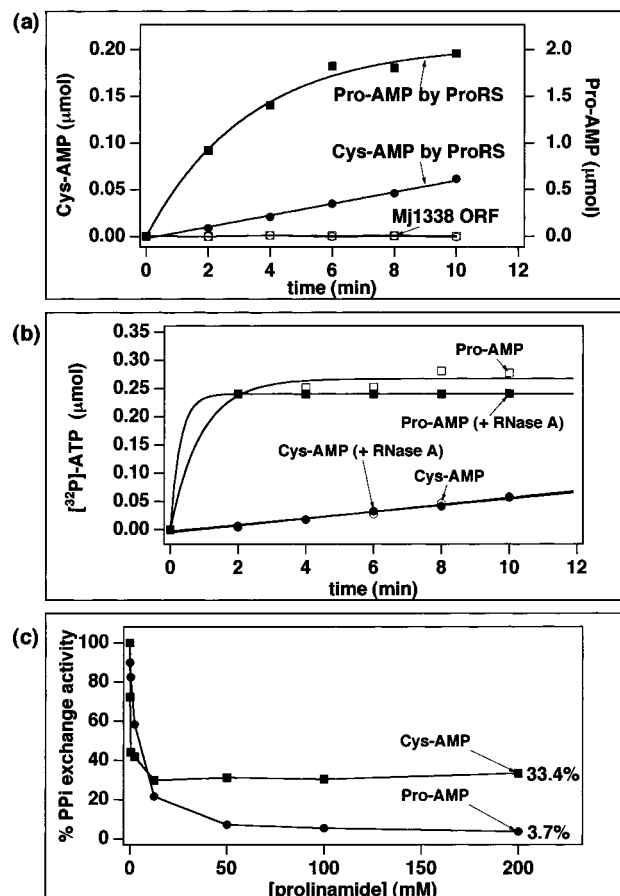 (a)
0.20
0.15
0.10
0.05
0.00
Cys-AMP (μmol)
2.0
1.5
1.0
0.5
0.0
Pro-AMP (μmol)
Pro-AMP by ProRS
Cys-AMP by ProRS
Mj1338 ORF
0 2 4 6 8 10 12
time (min)
(b)
0.35
0.30
0.25
0.20
0.15
0.10
0.05
0.00
[³²P]-ATP (μmol)
Pro-AMP
Pro-AMP (+ RNase A)
Cys-AMP (+ RNase A)
Cys-AMP
0 2 4 6 8 10 12
time (min)
(c)
100
80
60
40
20
0
% PPi exchange activity
Cys-AMP
33.4%
Pro-AMP
3.7%
0 50 100 150 200
[prolinamide] (mM)